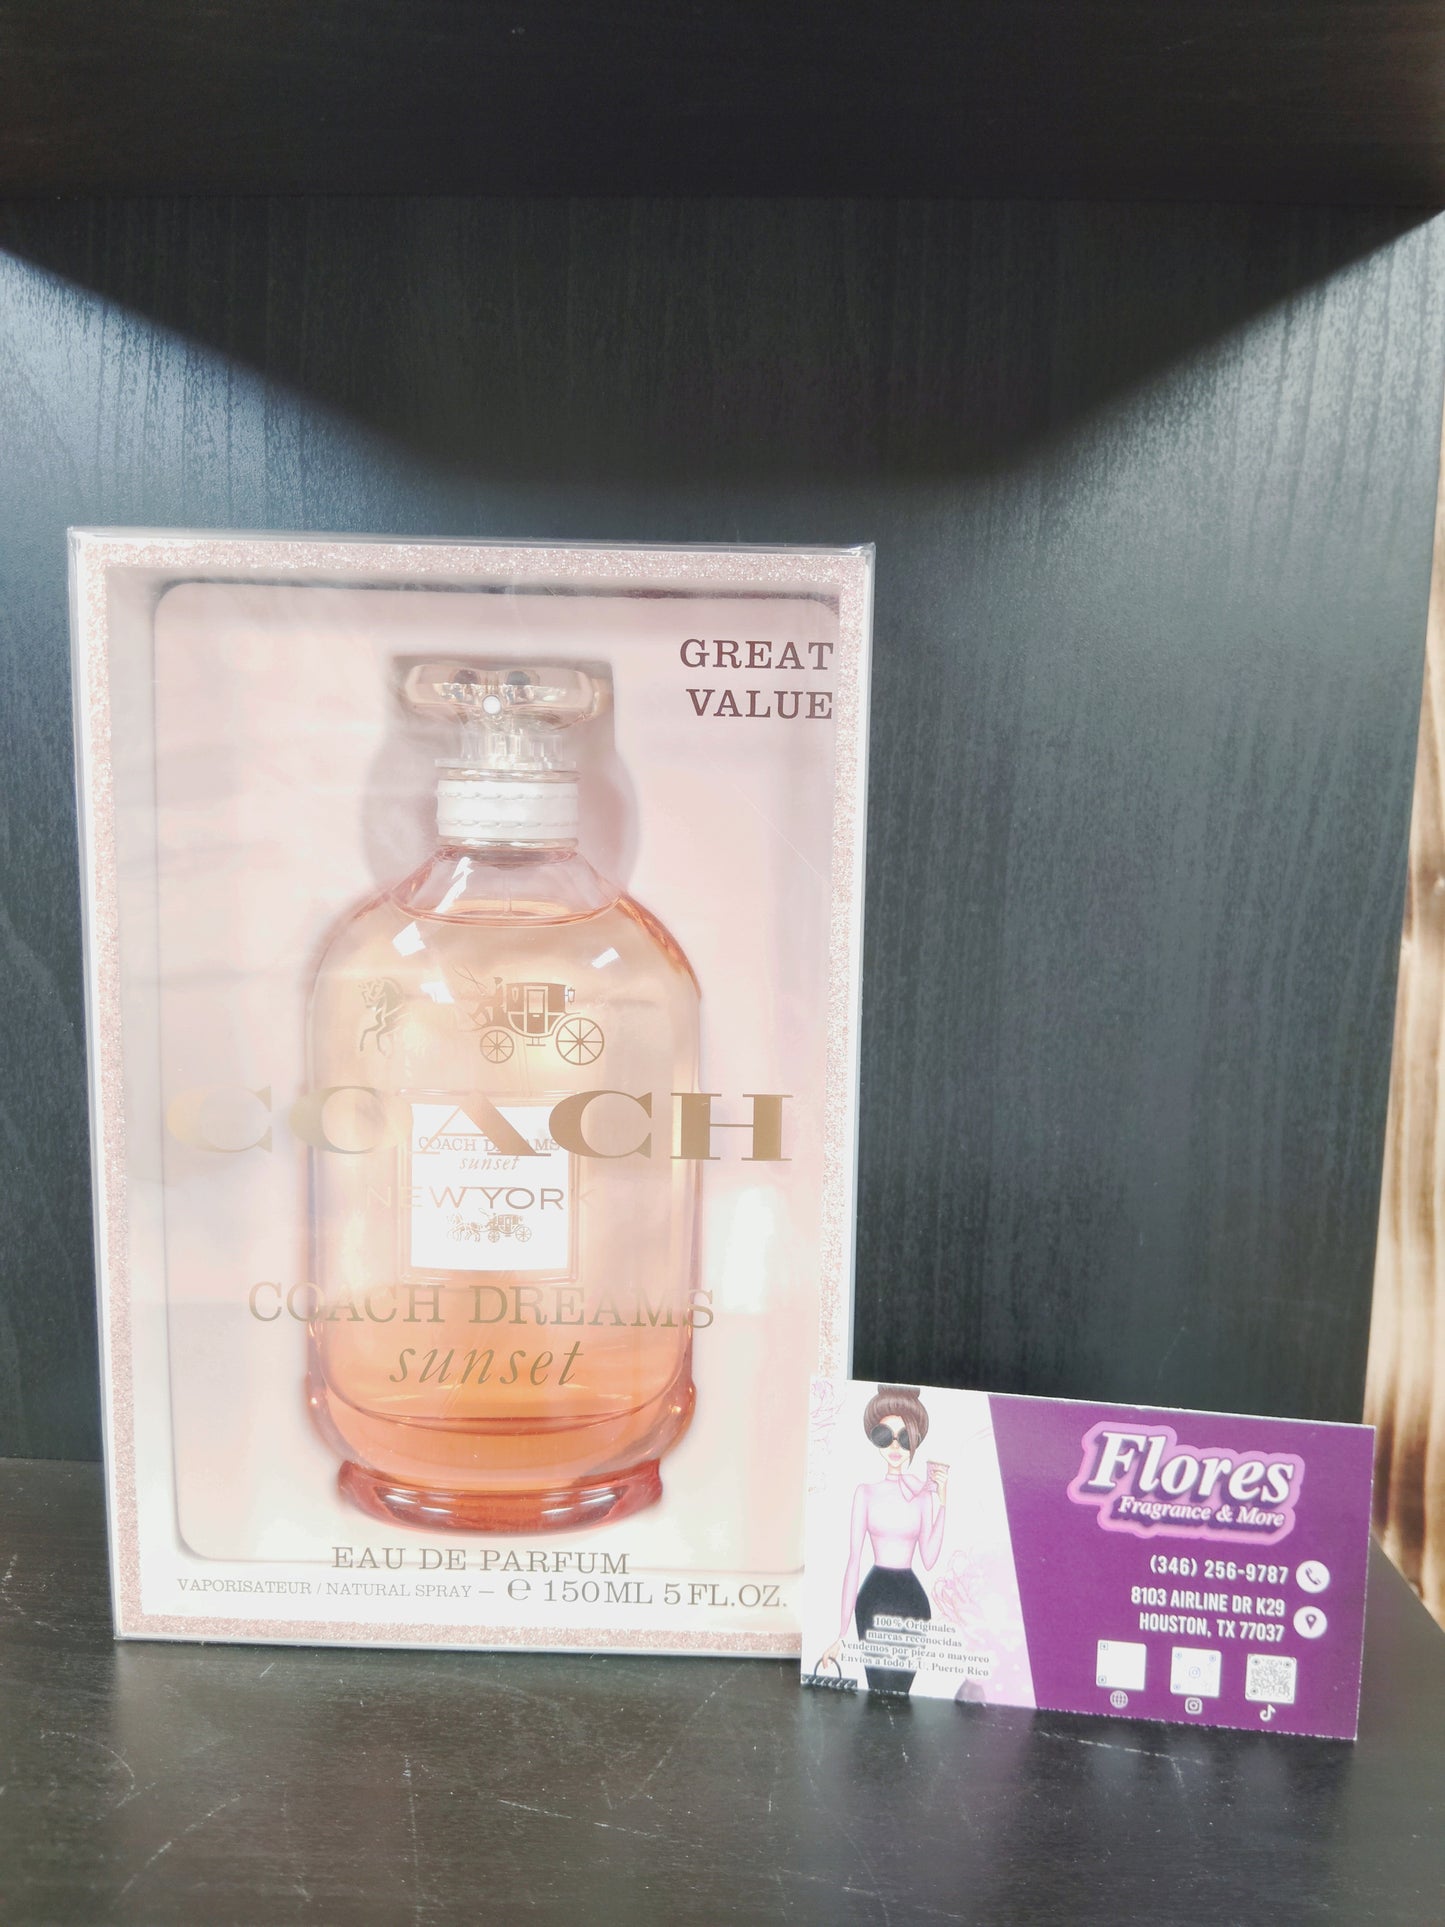 GREAT
VALUE
COACH
COACH DREAMS
sunset
NEW YORK
COACH DREAMS
sunset
EAU DE PARFUM
VAPORISATEUR / NATURAL SPRAY — ℮ 150ML 5 FL.OZ.
Flores
Fragrance & More
(346) 256-9787
8103 AIRLINE DR K29
HOUSTON, TX 77037
100% Originales
marcas reconocidas
Vendemos por pieza o mayoreo
Envios a todo E.U, Puerto Rico